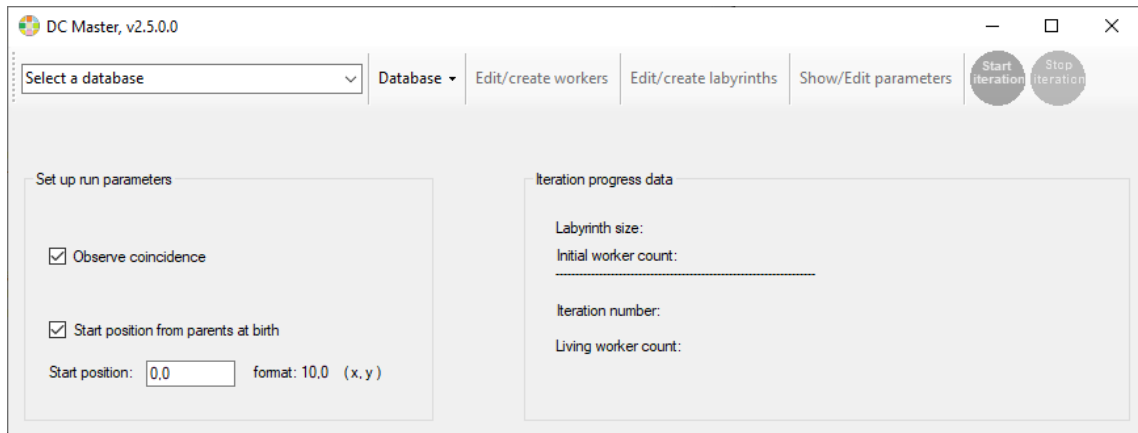 DC Master, v2.5.0.0
Select a database Database Edit/create workers Edit/create labyrinths Show/Edit parameters Start iteration Stop iteration
Set up run parameters
Observe coincidence
Start position from parents at birth
Start position: 0,0 format: 10,0 ( x, y )
Iteration progress data
Labyrinth size:
Initial worker count:
----------------------------------------------------------------
Iteration number:
Living worker count: